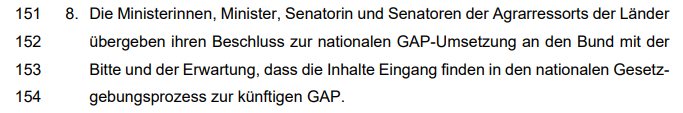 151 8. Die Ministerinnen, Minister, Senatorin und Senatoren der Agrarressorts der Länder
152 übergeben ihren Beschluss zur nationalen GAP-Umsetzung an den Bund mit der
153 Bitte und der Erwartung, dass die Inhalte Eingang finden in den nationalen Gesetz-
154 gebungsprozess zur künftigen GAP.